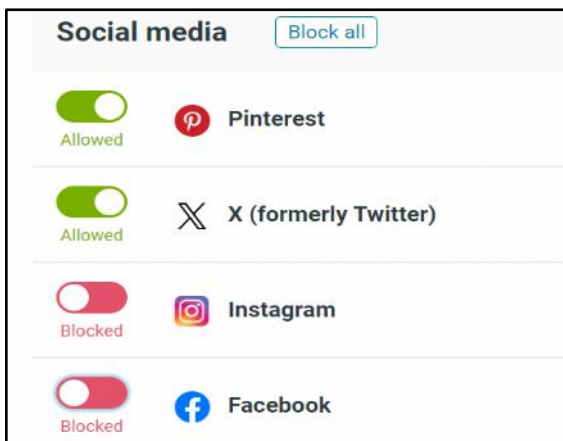 Social media Block all
Allowed Pinterest
Allowed X (formerly Twitter)
Blocked Instagram
Blocked Facebook